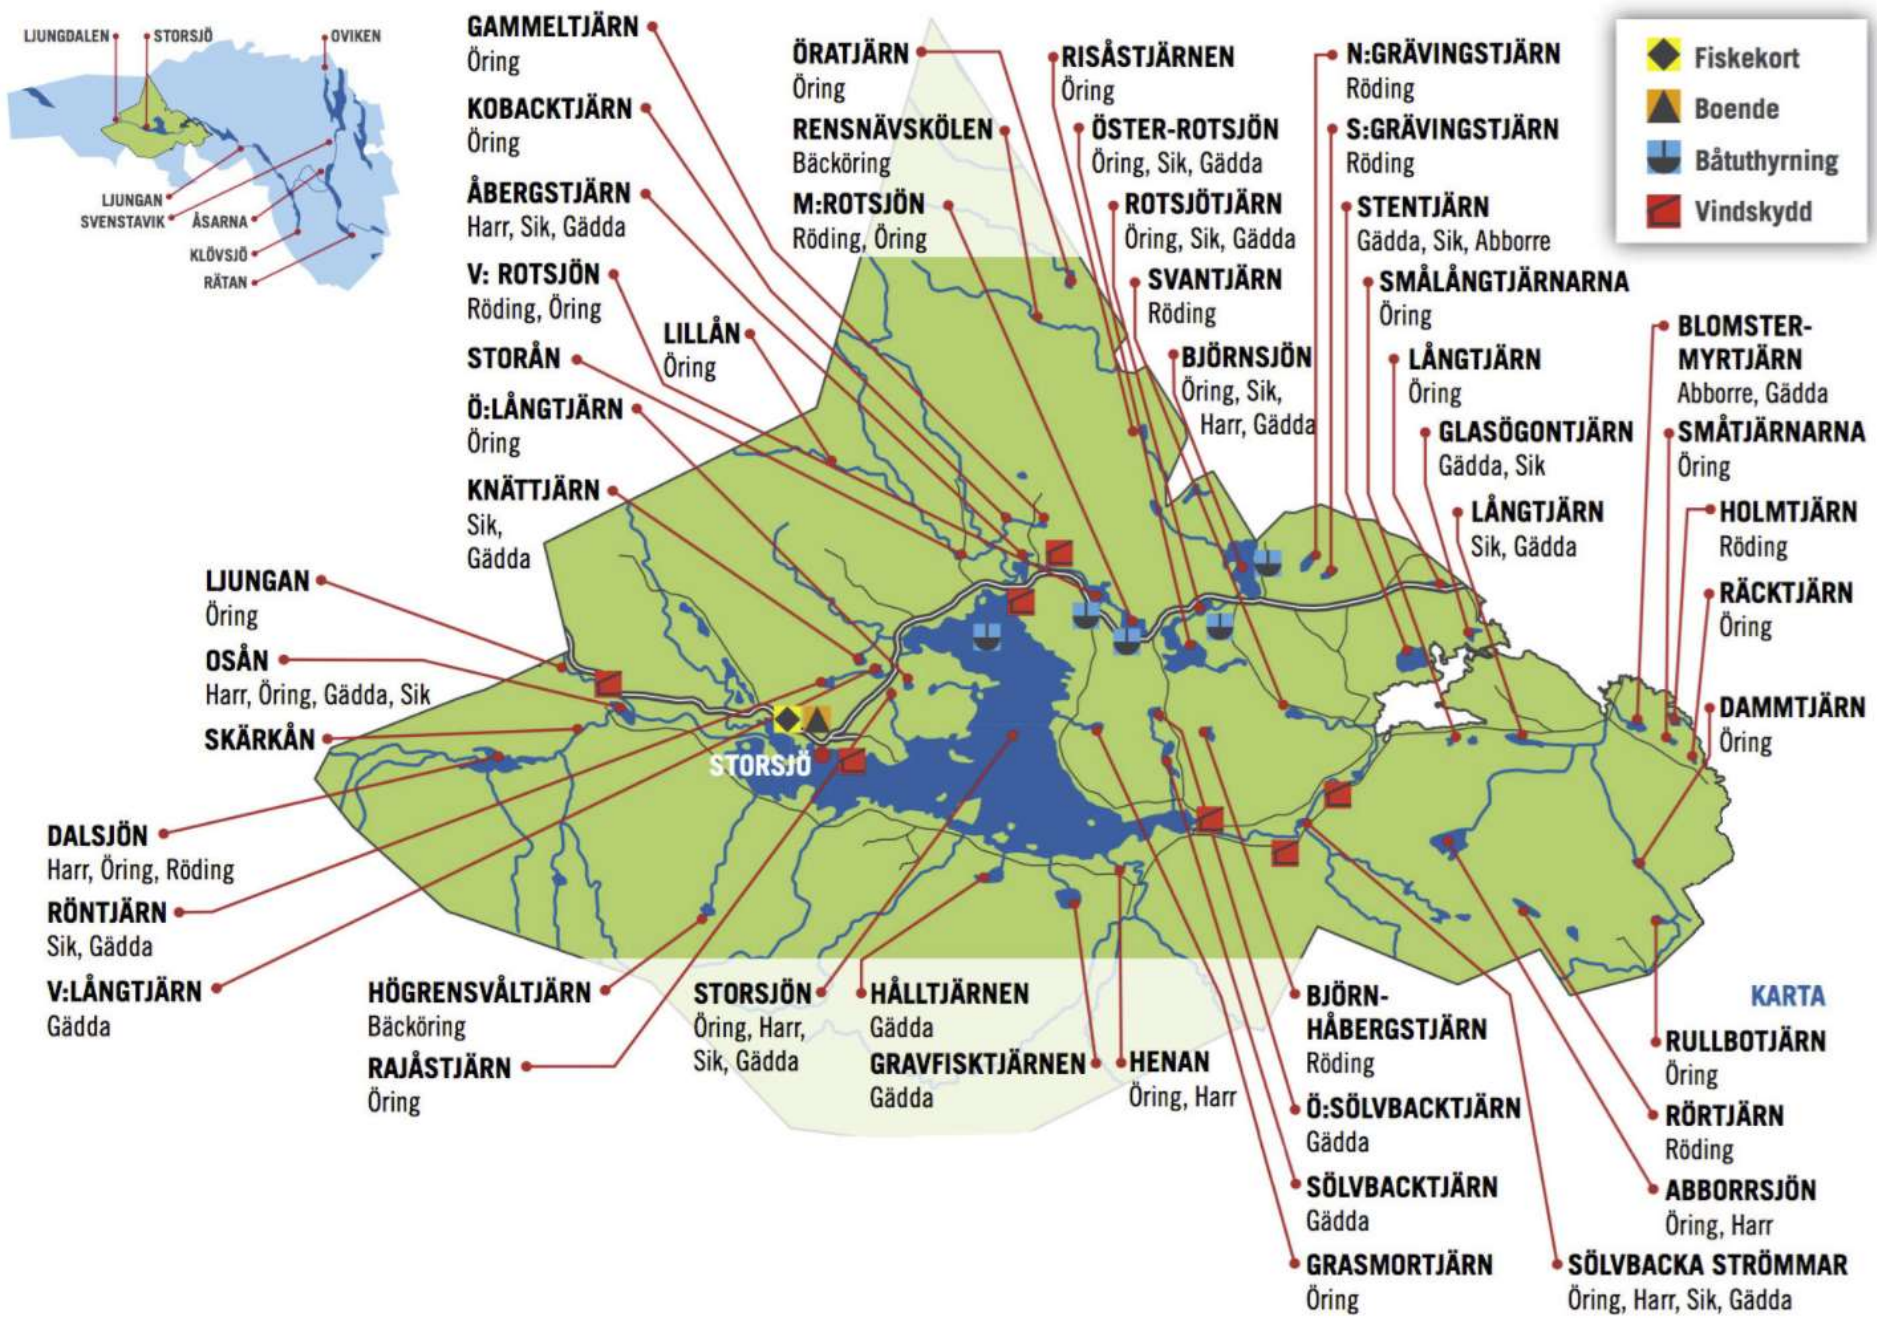 LJUNGDALEN
STORSJÖ
OVIKEN
LJUNGAN
SVENSTAVIK
ÅSARNA
KLÖVSJÖ
RÄTAN
GAMMELTJÄRN
Öring
KOBACKTJÄRN
Öring
ÅBERGSTJÄRN
Harr, Sik, Gädda
V: ROTSJÖN
Röding, Öring
STORÅN
LILLÅN
Öring
Ö:LÅNGTJÄRN
Öring
KNÄTTJÄRN
Sik,
Gädda
LJUNGAN
Öring
OSÅN
Harr, Öring, Gädda, Sik
SKÄRKÅN
DALSJÖN
Harr, Öring, Röding
RÖNTJÄRN
Sik, Gädda
V:LÅNGTJÄRN
Gädda
ÖRATJÄRN
Öring
RENSNÄVSKÖLEN
Bäcköring
M:ROTSJÖN
Röding, Öring
RISÅSTJÄRNEN
Öring
ÖSTER-ROTSJÖN
Öring, Sik, Gädda
ROTSJÖTJÄRN
Öring, Sik, Gädda
SVANTJÄRN
Röding
BJÖRNSJÖN
Öring, Sik,
Harr, Gädda
N:GRÄVINGSTJÄRN
Röding
S:GRÄVINGSTJÄRN
Röding
STENTJÄRN
Gädda, Sik, Abborre
SMÅLÅNGTJÄRNARNA
Öring
LÅNGTJÄRN
Öring
GLASÖGONTJÄRN
Gädda, Sik
LÅNGTJÄRN
Sik, Gädda
Fiskekort
Boende
Båtuthyrning
Vindskydd
BLOMSTER-
MYRTJÄRN
Abborre, Gädda
SMÅTJÄRNARNA
Öring
HOLMTJÄRN
Röding
RÄCKTJÄRN
Öring
DAMMTJÄRN
Öring
STORSJÖ
HÖGRENSVÅLTJÄRN
Bäcköring
RAJÅSTJÄRN
Öring
STORSJÖN
Öring, Harr,
Sik, Gädda
HÅLLTJÄRNEN
Gädda
GRAVFISKTJÄRNEN
Gädda
HENAN
Öring, Harr
BJÖRN-
HÅBERGSTJÄRN
Röding
Ö:SÖLVBACKTJÄRN
Gädda
SÖLVBACKTJÄRN
Gädda
GRASMORTJÄRN
Öring
KARTA
RULLBOTJÄRN
Öring
RÖRTJÄRN
Röding
ABBORRSJÖN
Öring, Harr
SÖLVBACKA STRÖMMAR
Öring, Harr, Sik, Gädda